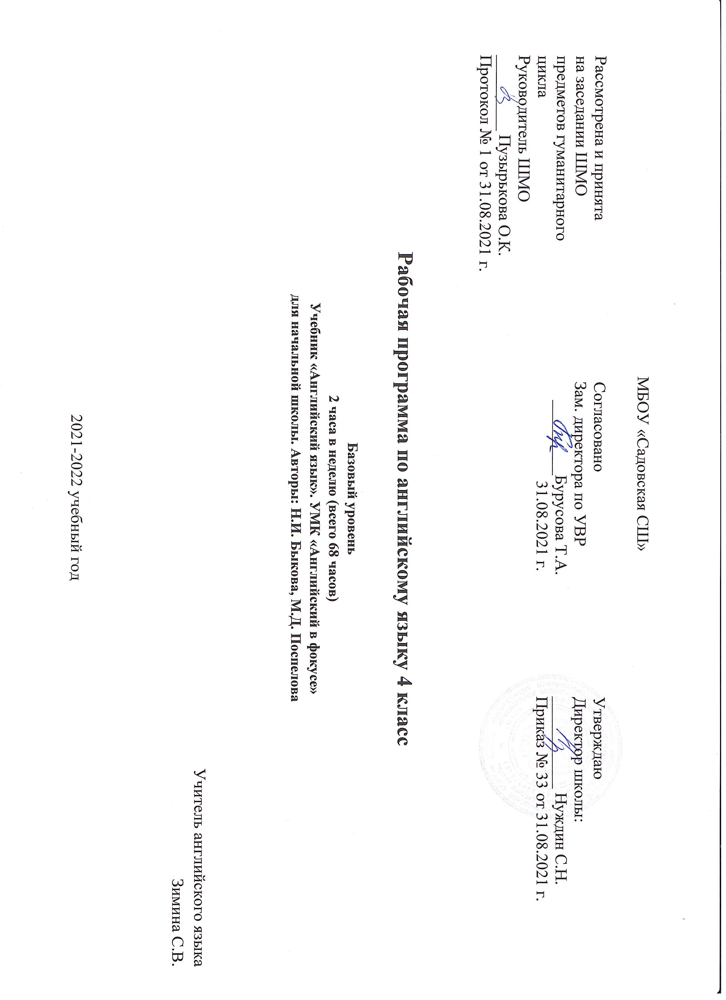 МБОУ «Садовская СШ»
Рассмотрена и принята
на заседании ШМО
предметов гуманитарного
цикла
Руководитель ШМО
Пузырькова О.К.
Протокол № 1 от 31.08.2021 г.
Согласовано
Зам. директора по УВР
Бурусова Т.А.
31.08.2021 г.
Утверждаю
Директор школы:
Нуждин С.Н.
Приказ № 33 от 31.08.2021 г.
Рабочая программа по английскому языку 4 класс
Базовый уровень
2 часа в неделю (всего 68 часов)
Учебник «Английский язык». УМК «Английский в фокусе»
для начальной школы. Авторы: Н.И. Быкова, М.Д. Поспелова
Учитель английского языка
Зимина С.В.
2021-2022 учебный год